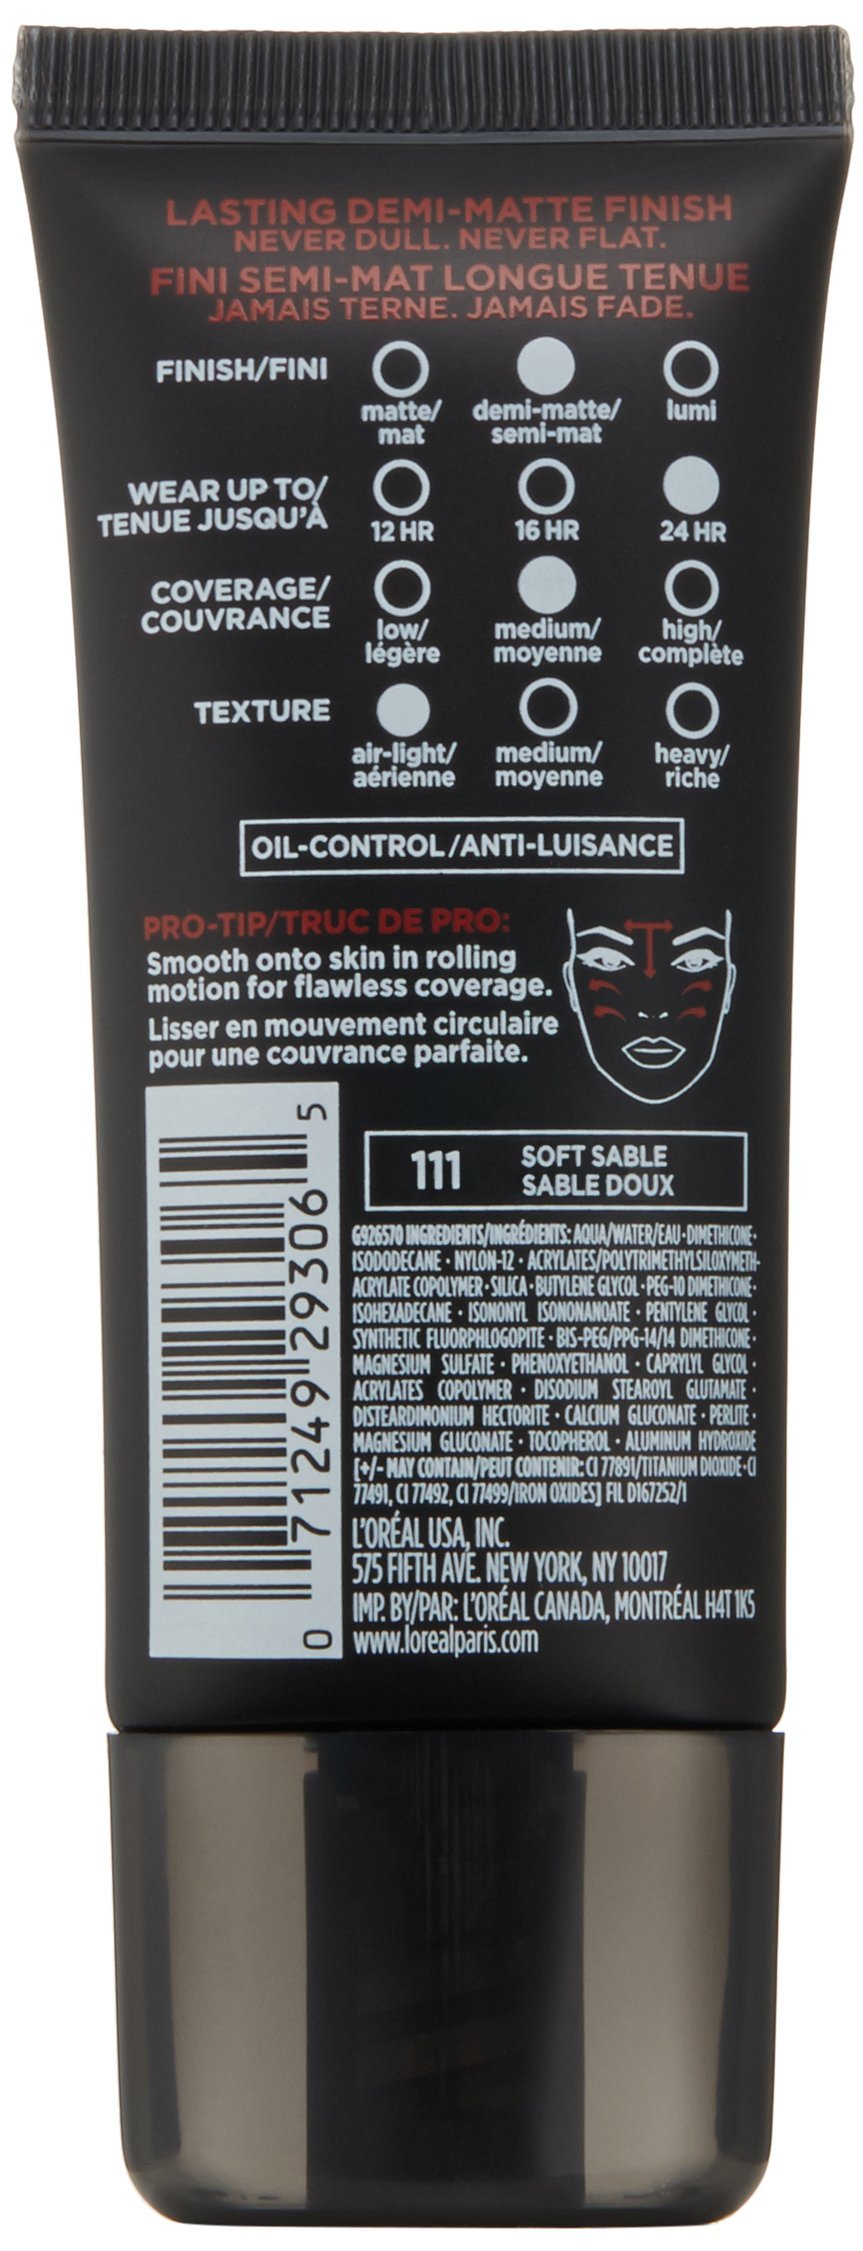 LASTING DEMI-MATTE FINISH
NEVER DULL. NEVER FLAT.
FINI SEMI-MAT LONGUE TENUE
JAMAIS TERNE. JAMAIS FADE.
FINISH/FINI
matte/ demi-matte/ lumi
mat semi-mat
WEAR UP TO/
TENUE JUSQU'À
12 HR 16 HR 24 HR
COVERAGE/
COUVRANCE
low/ medium/ high/
légère moyenne complète
TEXTURE
air-light/ medium/ heavy/
aérienne moyenne riche
OIL-CONTROL/ANTI-LUISANCE
PRO-TIP/TRUC DE PRO:
Smooth onto skin in rolling
motion for flawless coverage.
Lisser en mouvement circulaire
pour une couvrance parfaite.
111 SOFT SABLE
SABLE DOUX
0 71249 29306 5
G926570 INGREDIENTS/INGRÉDIENTS: AQUA/WATER/EAU•DIMETHICONE•
ISODODECANE • NYLON-12 • ACRYLATES/POLYTRIMETHYLSILOXYMETH-
ACRYLATE COPOLYMER•SILICA•BUTYLENE GLYCOL•PEG-10 DIMETHICONE•
ISOHEXADECANE • ISONONYL ISONONANOATE • PENTYLENE GLYCOL •
SYNTHETIC FLUORPHLOGOPITE • BIS-PEG/PPG-14/14 DIMETHICONE•
MAGNESIUM SULFATE • PHENOXYETHANOL • CAPRYLYL GLYCOL •
ACRYLATES COPOLYMER • DISODIUM STEAROYL GLUTAMATE •
DISTEARDIMONIUM HECTORITE • CALCIUM GLUCONATE • PERLITE •
MAGNESIUM GLUCONATE • TOCOPHEROL • ALUMINUM HYDROXIDE
[+/- MAY CONTAIN/PEUT CONTENIR: CI 77891/TITANIUM DIOXIDE•CI
77491, CI 77492, CI 77499/IRON OXIDES] FIL D167252/1
L'ORÉAL USA, INC.
575 FIFTH AVE. NEW YORK, NY 10017
IMP. BY/PAR: L'ORÉAL CANADA, MONTRÉAL H4T 1K5
www.lorealparis.com